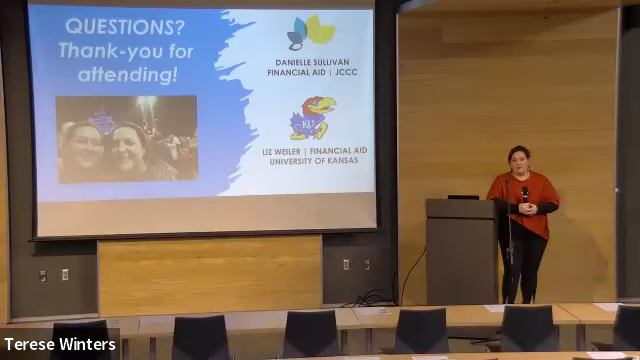 QUESTIONS?
Thank-you for
attending!
DANIELLE SULLIVAN
FINANCIAL AID | JCCC
KU
LIZ WEILER | FINANCIAL AID
UNIVERSITY OF KANSAS
Terese Winters